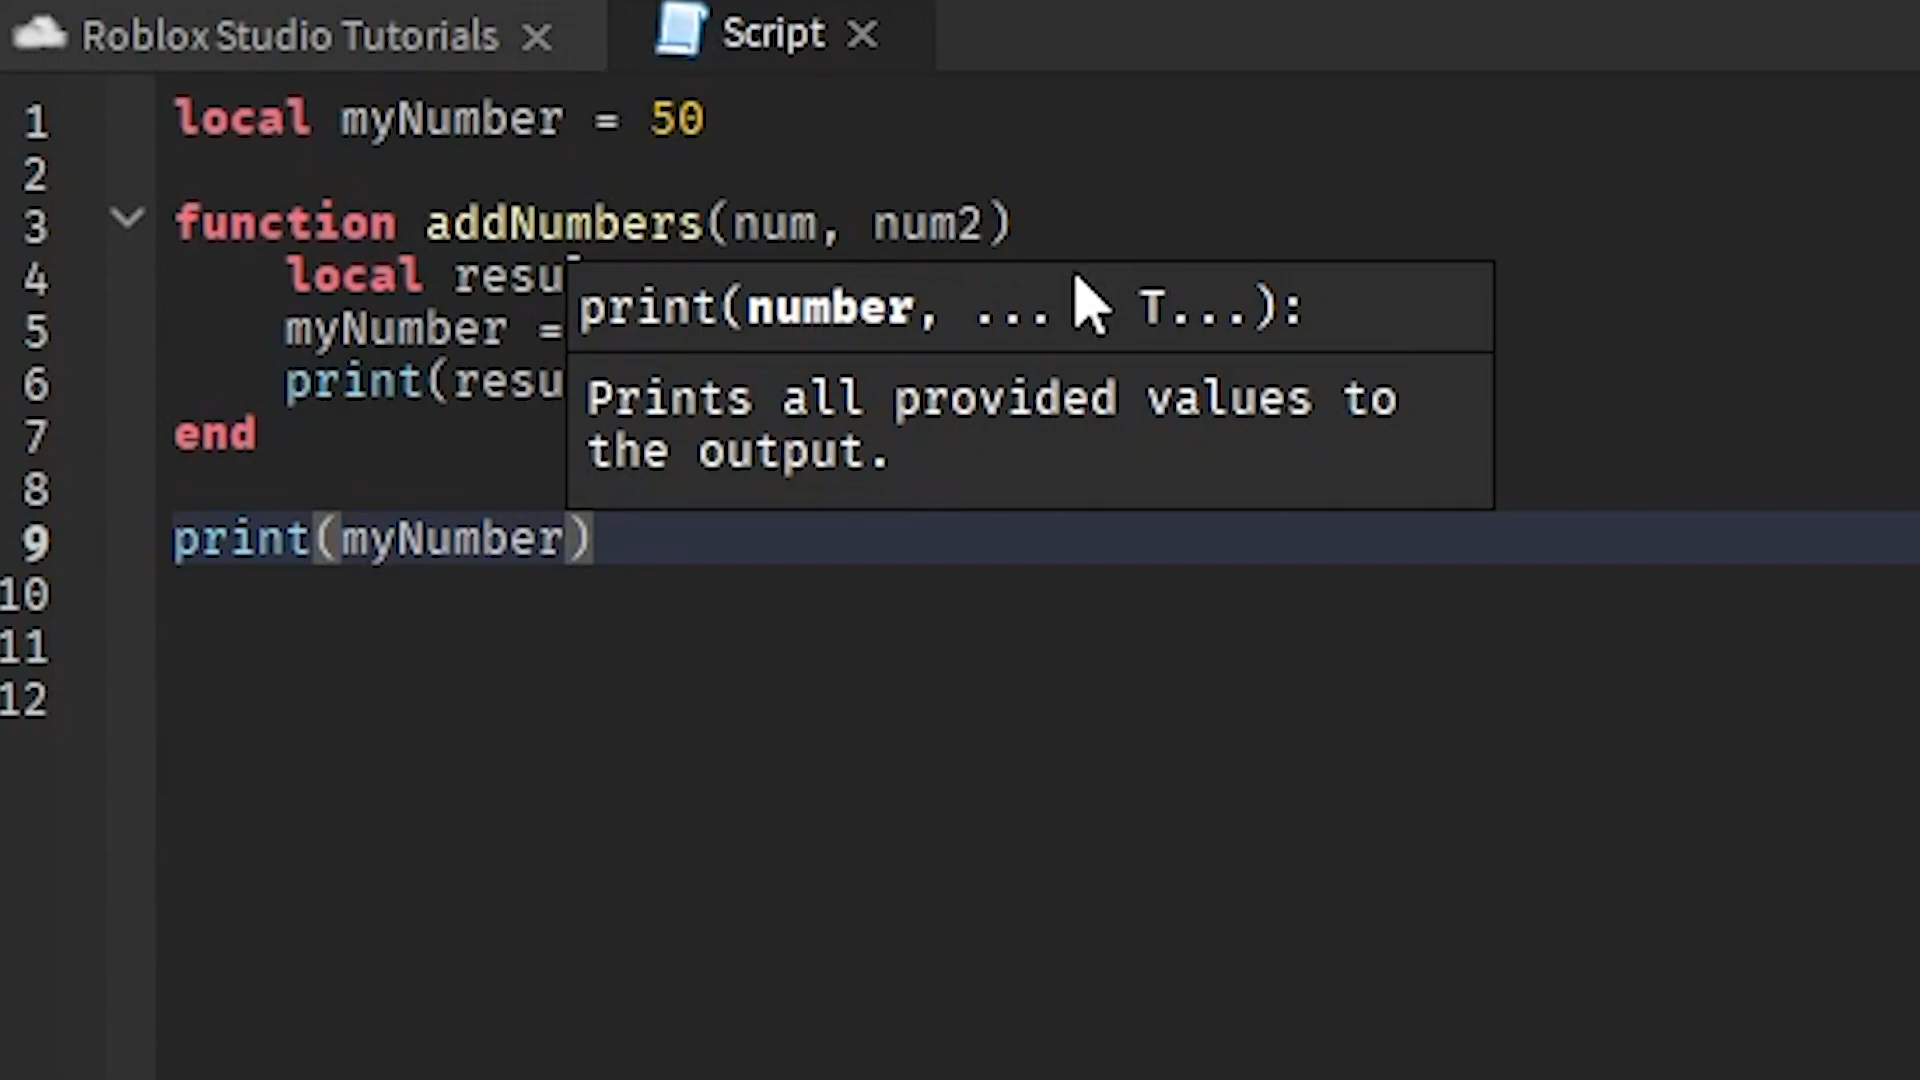 Roblox Studio Tutorials
Script
1 local myNumber = 50
2
3 function addNumbers(num, num2)
4 local
5 myNumber =
6 print(
7 end
8
9 print(myNumber)
10
11
12
print(number, ... T...):
Prints all provided values to
the output.